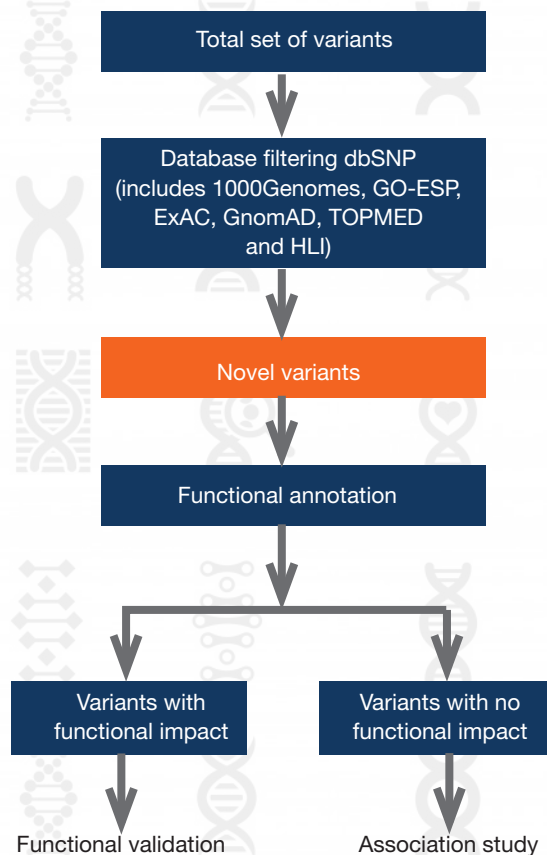 Total set of variants
Database filtering dbSNP
(includes 1000Genomes, GO-ESP,
ExAC, GnomAD, TOPMED
and HLI)
Novel variants
Functional annotation
Variants with
functional impact
Variants with no
functional impact
Functional validation
Association study